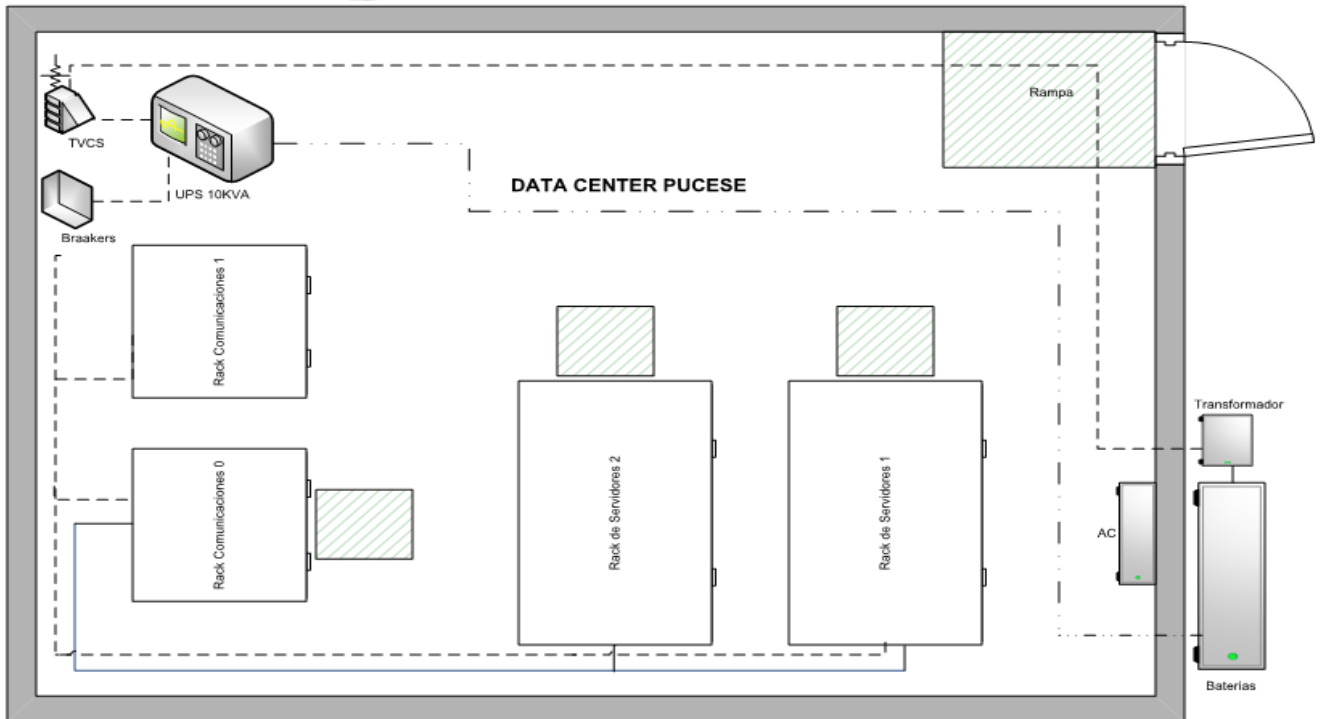 Rampa
TVCS
DATA CENTER PUCESE
UPS 10KVA
Braakers
Rack Comunicaciones 1
Transformador
Rack Comunicaciones 0
Rack de Servidores 2
Rack de Servidores 1
AC
Baterias